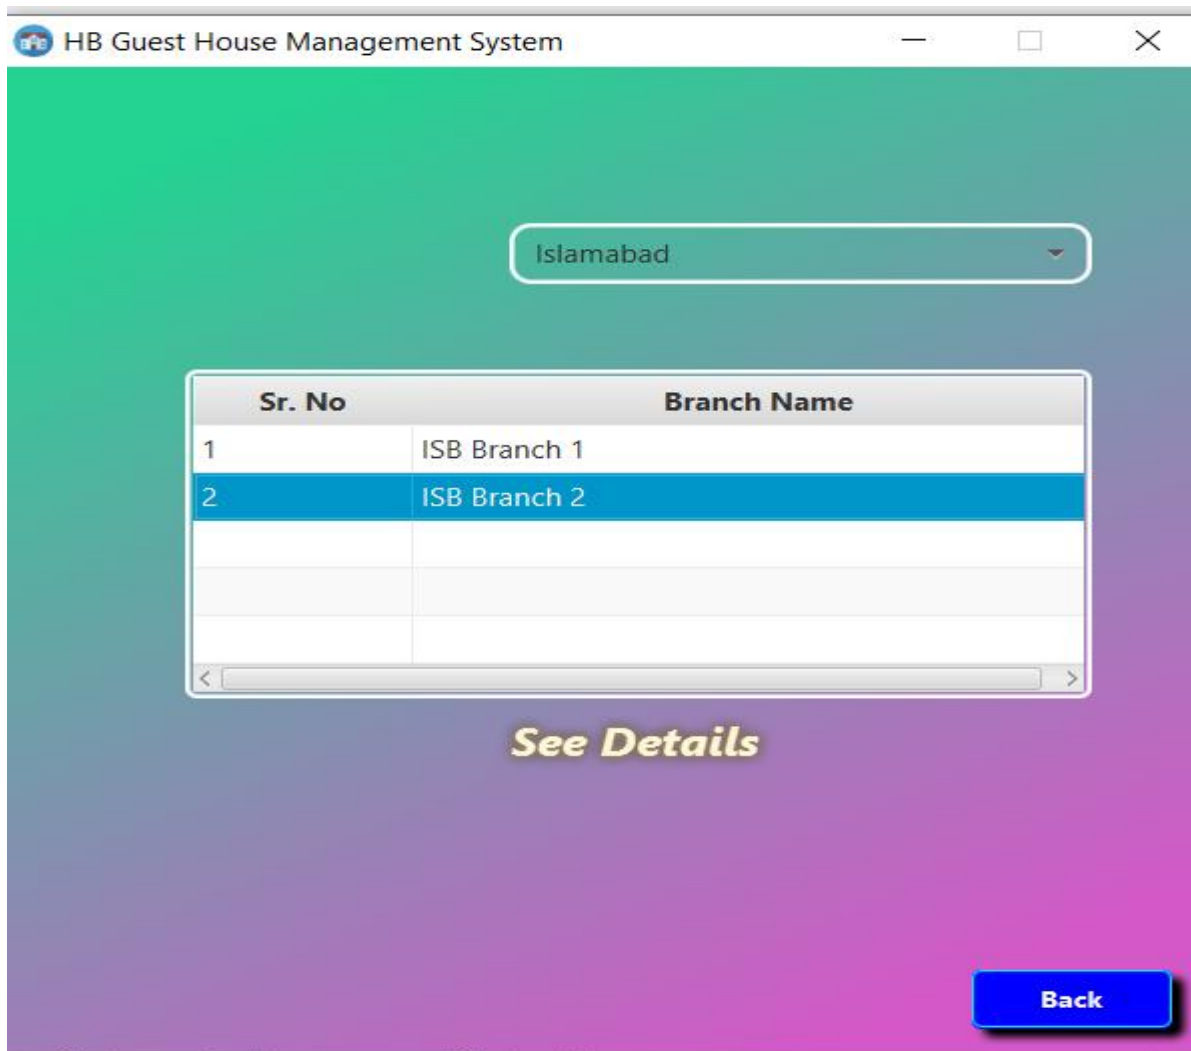 HB Guest House Management System
Islamabad
Sr. No Branch Name
1 ISB Branch 1
2 ISB Branch 2
See Details
Back